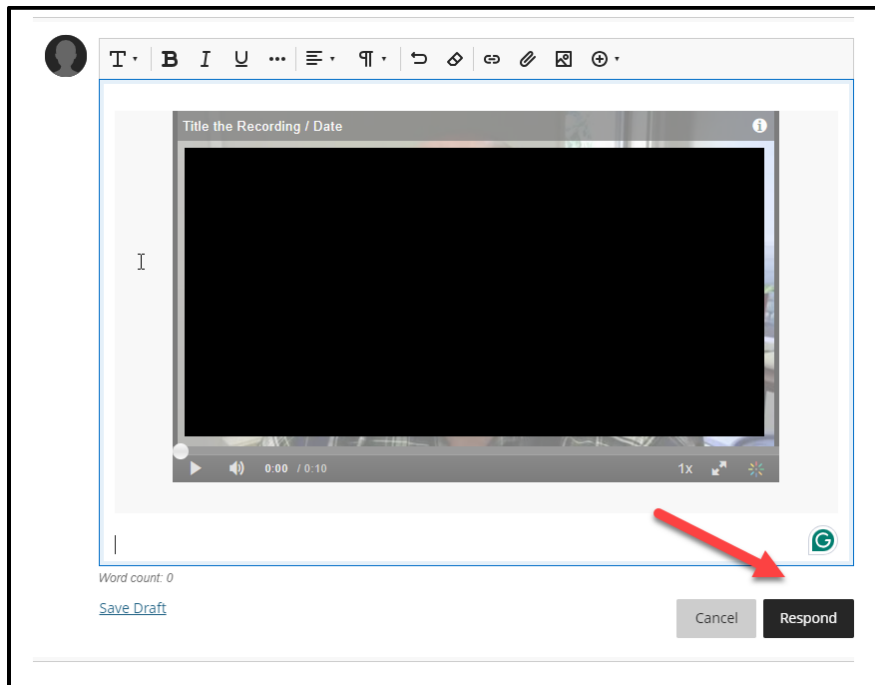 T B I U
Title the Recording / Date
0:00 / 0:10 1x
Word count: 0
Save Draft
Cancel Respond